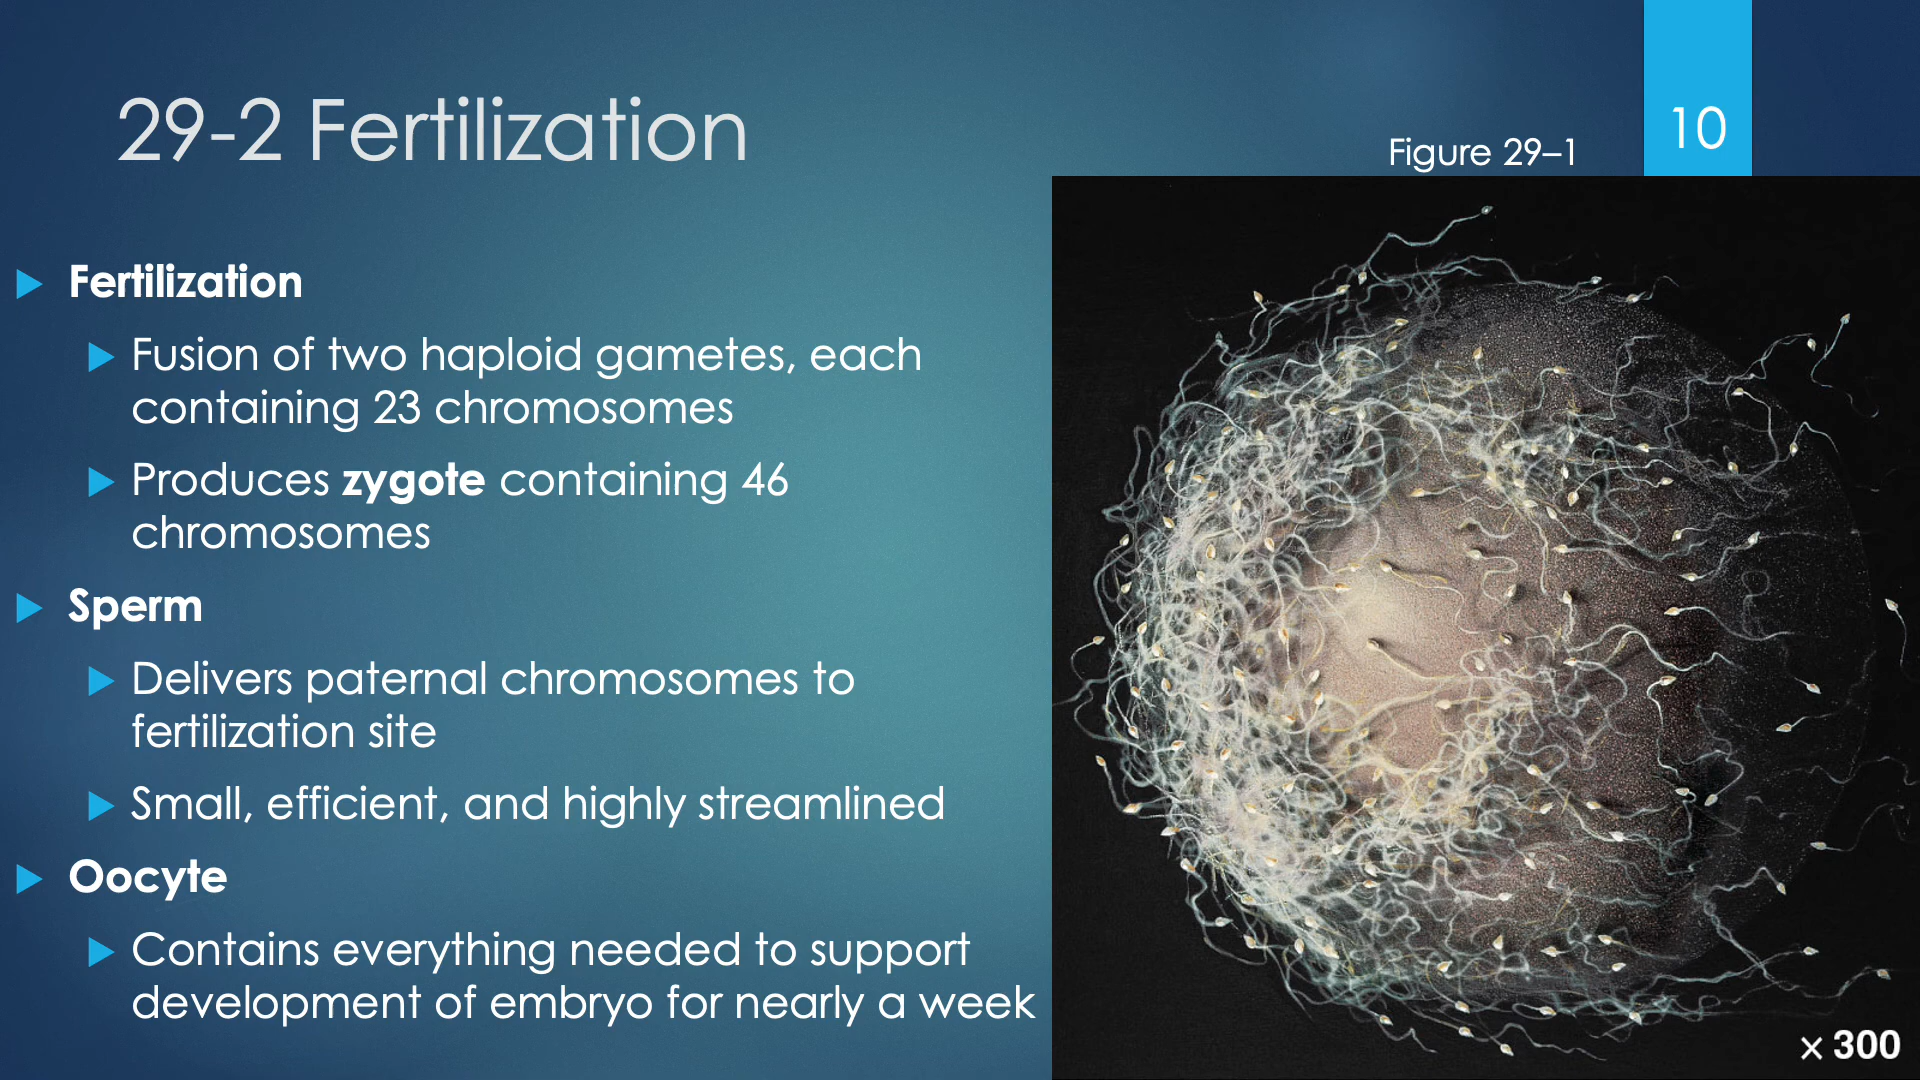 29-2 Fertilization
Figure 29–1
10
Fertilization
Fusion of two haploid gametes, each
containing 23 chromosomes
Produces zygote containing 46
chromosomes
Sperm
Delivers paternal chromosomes to
fertilization site
Small, efficient, and highly streamlined
Oocyte
Contains everything needed to support
development of embryo for nearly a week
× 300